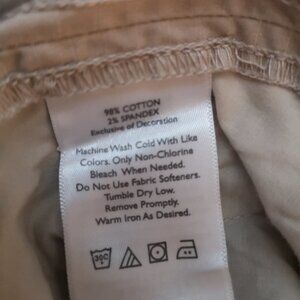 98% COTTON
2% SPANDEX
Exclusive of Decoration
Machine Wash Cold With Like
Colors. Only Non-Chlorine
Bleach When Needed.
Do Not Use Fabric Softeners.
Tumble Dry Low.
Remove Promptly.
Warm Iron As Desired.
30C